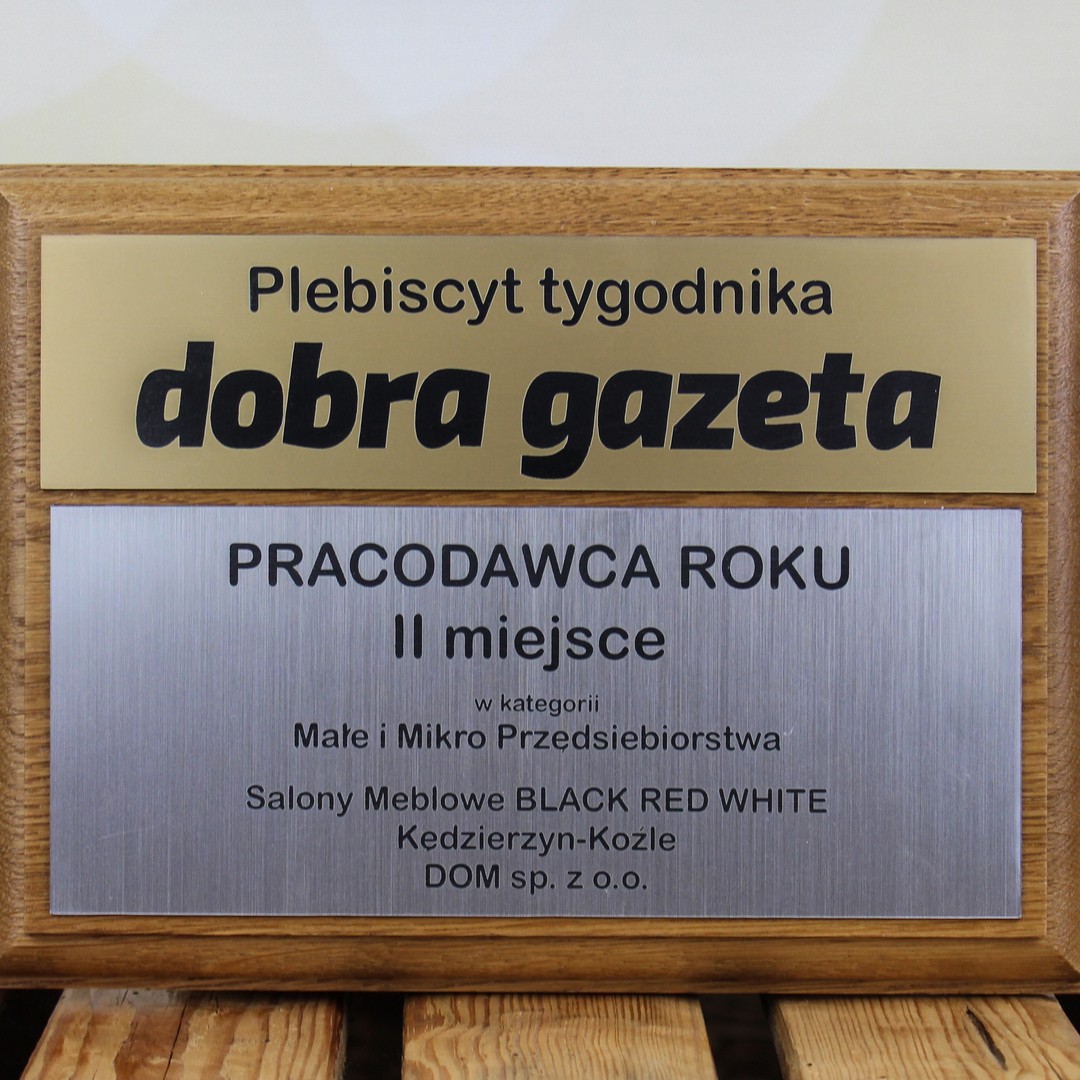 Plebiscyt tygodnika
dobra gazeta
PRACODAWCA ROKU
II miejsce
w kategorii
Małe i Mikro Przedsiebiorstwa
Salony Meblowe BLACK RED WHITE
Kędzierzyn-Koźle
DOM sp. z o.o.